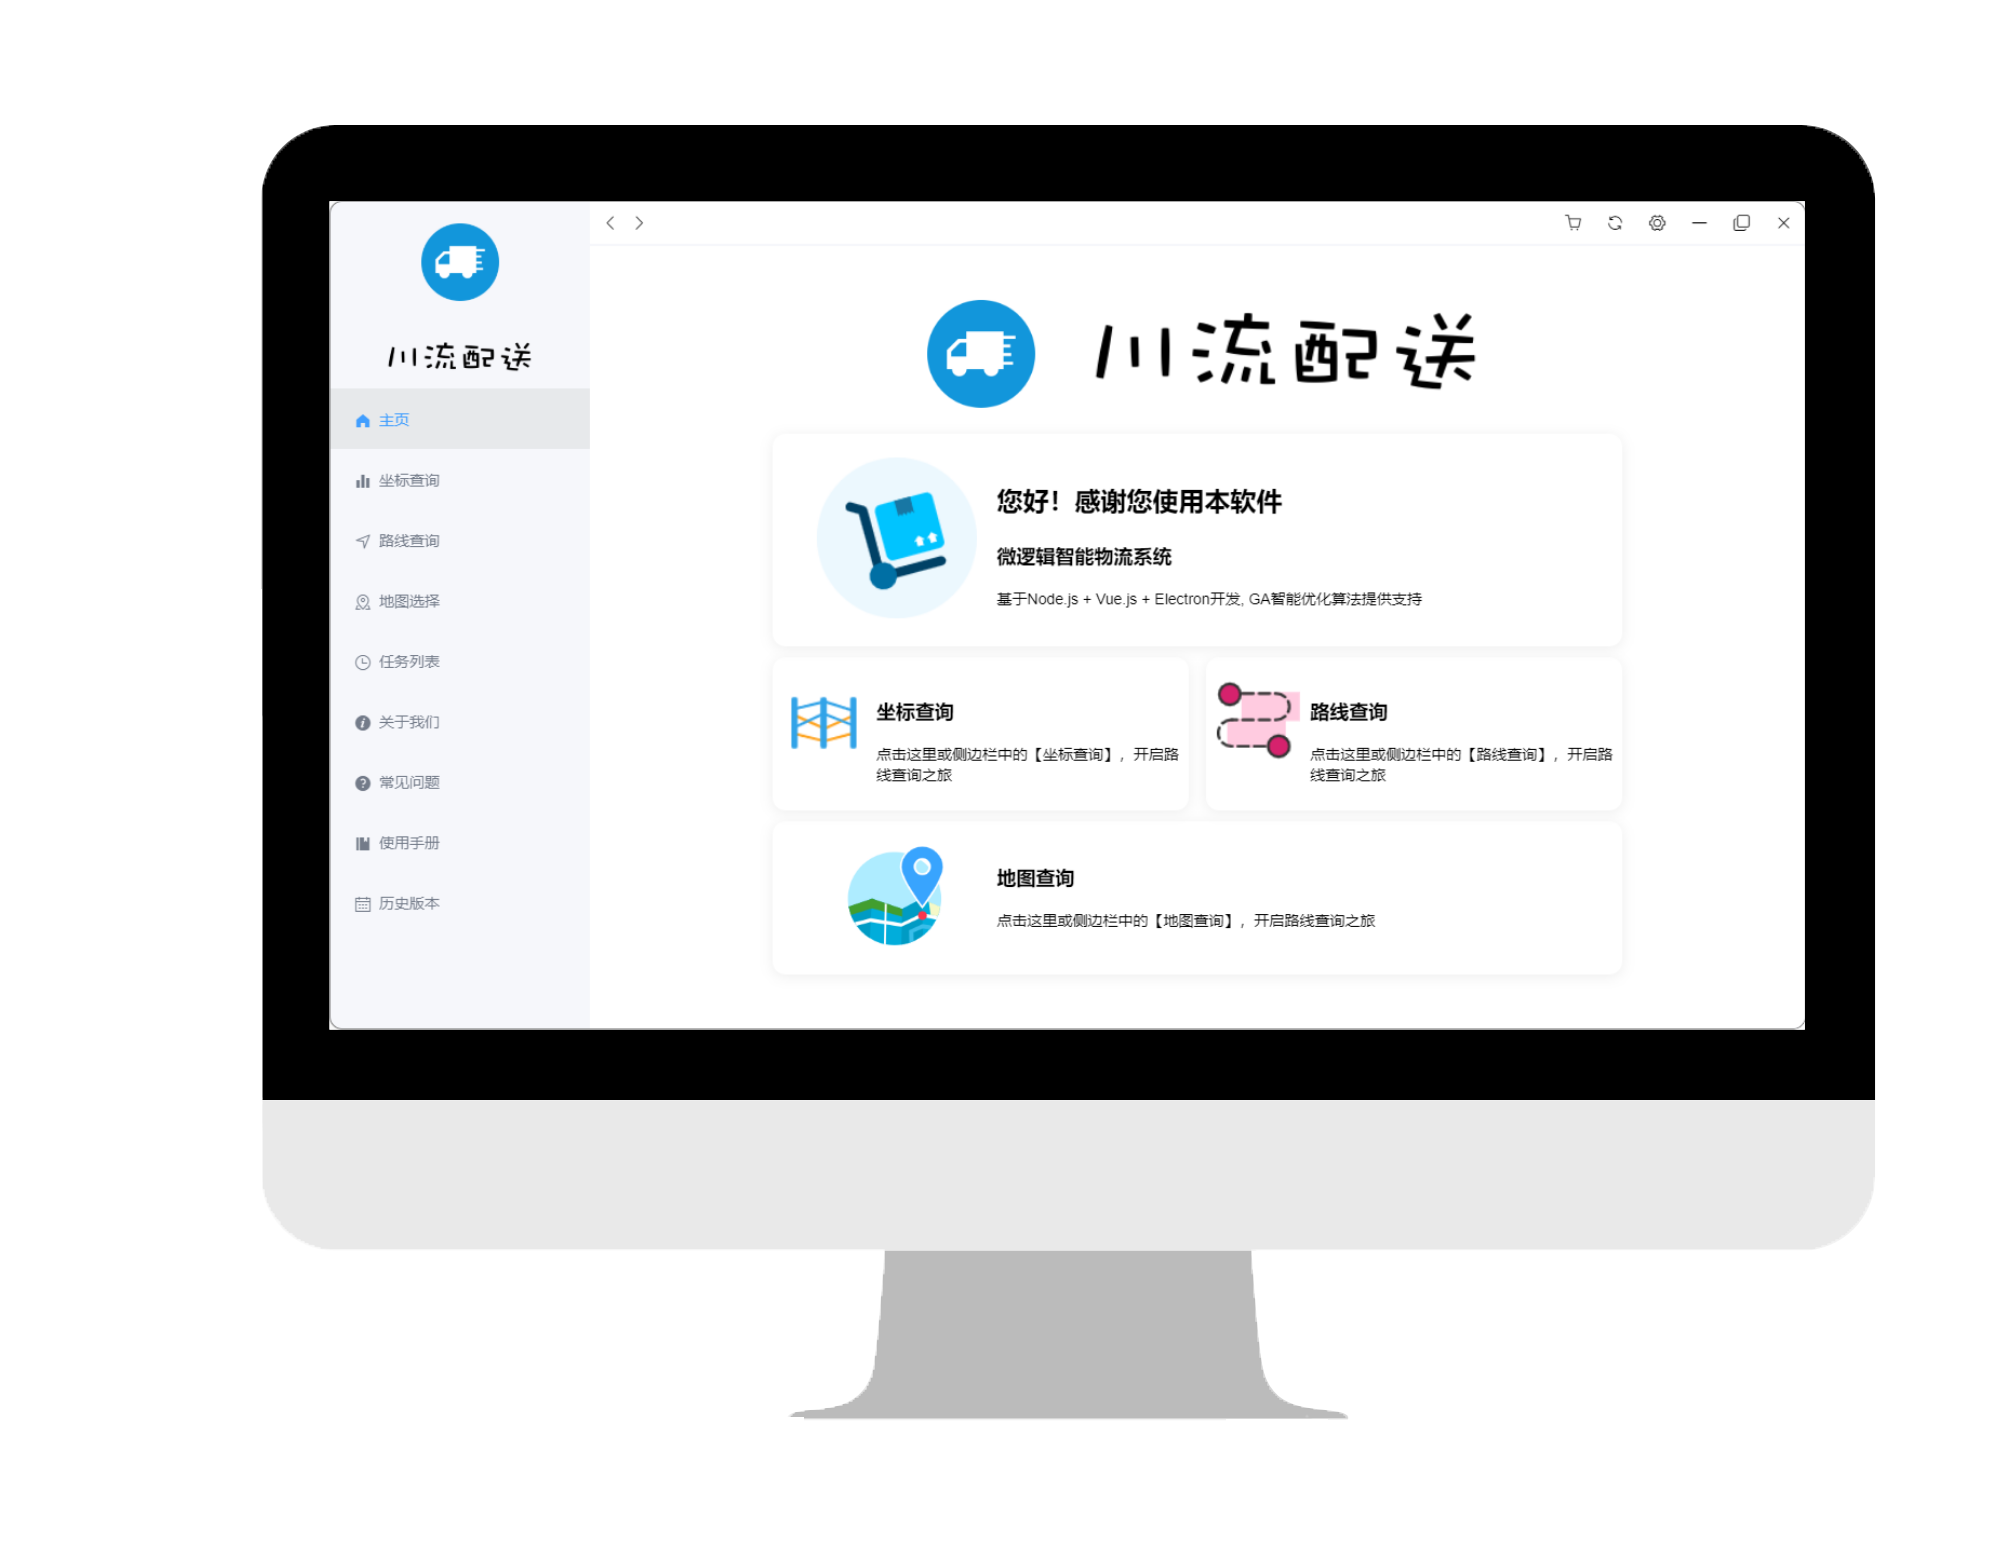 川流配送
主页
坐标查询
路线查询
地图选择
任务列表
关于我们
常见问题
使用手册
历史版本
川流配送
您好！感谢您使用本软件
微逻辑智能物流系统
基于Node.js + Vue.js + Electron开发, GA智能优化算法提供支持
坐标查询
点击这里或侧边栏中的【坐标查询】，开启路
线查询之旅
路线查询
点击这里或侧边栏中的【路线查询】，开启路
线查询之旅
地图查询
点击这里或侧边栏中的【地图查询】，开启路线查询之旅